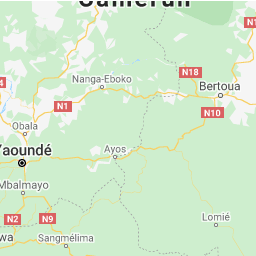 Cameroun
N18
Nanga-Eboko
Bertoua
N1
N10
Obala
Yaoundé
Ayos
Mbalmayo
N2
N9
Lomié
wa
Sangmélima